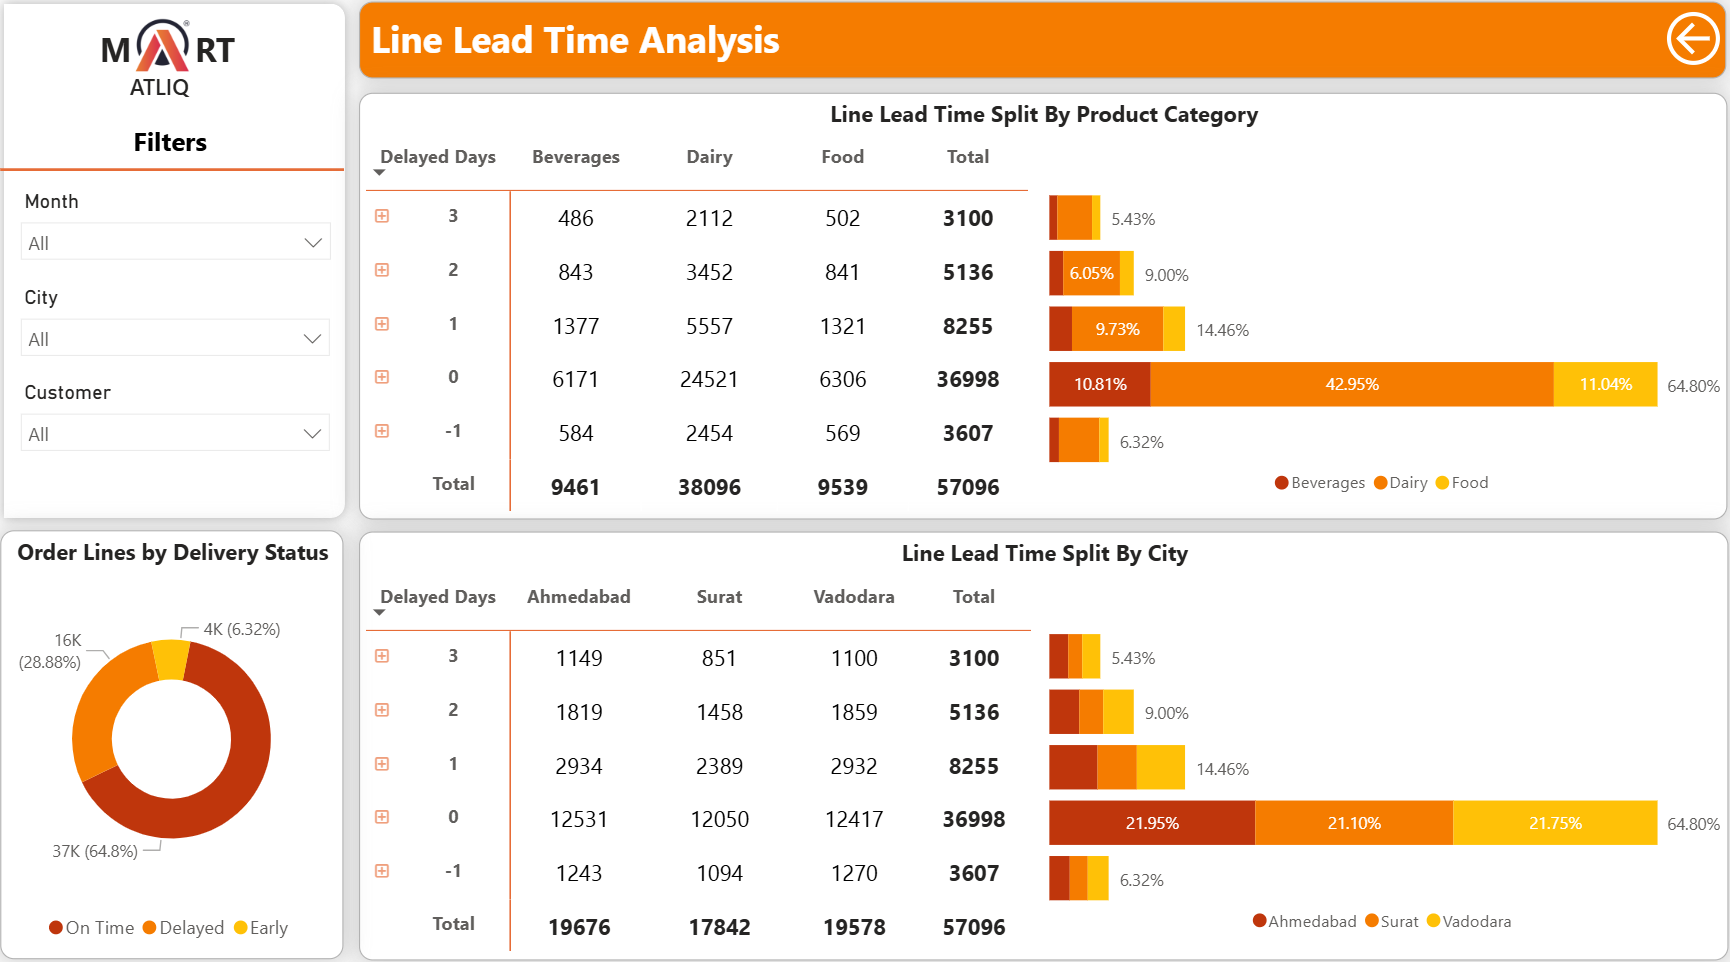 MART®
ATLIQ
Filters
Month
All
City
All
Customer
All
Line Lead Time Analysis
Line Lead Time Split By Product Category
Delayed Days Beverages Dairy Food Total
3 486 2112 502 3100 5.43%
2 843 3452 841 5136 6.05% 9.00%
1 1377 5557 1321 8255 9.73% 14.46%
0 6171 24521 6306 36998 10.81% 42.95% 11.04% 64.80%
-1 584 2454 569 3607 6.32%
Total 9461 38096 9539 57096
Beverages Dairy Food
Order Lines by Delivery Status
4K (6.32%)
16K
(28.88%)
37K (64.8%)
On Time Delayed Early
Line Lead Time Split By City
Delayed Days Ahmedabad Surat Vadodara Total
3 1149 851 1100 3100 5.43%
2 1819 1458 1859 5136 9.00%
1 2934 2389 2932 8255 14.46%
0 12531 12050 12417 36998 21.95% 21.10% 21.75% 64.80%
-1 1243 1094 1270 3607 6.32%
Total 19676 17842 19578 57096
Ahmedabad Surat Vadodara